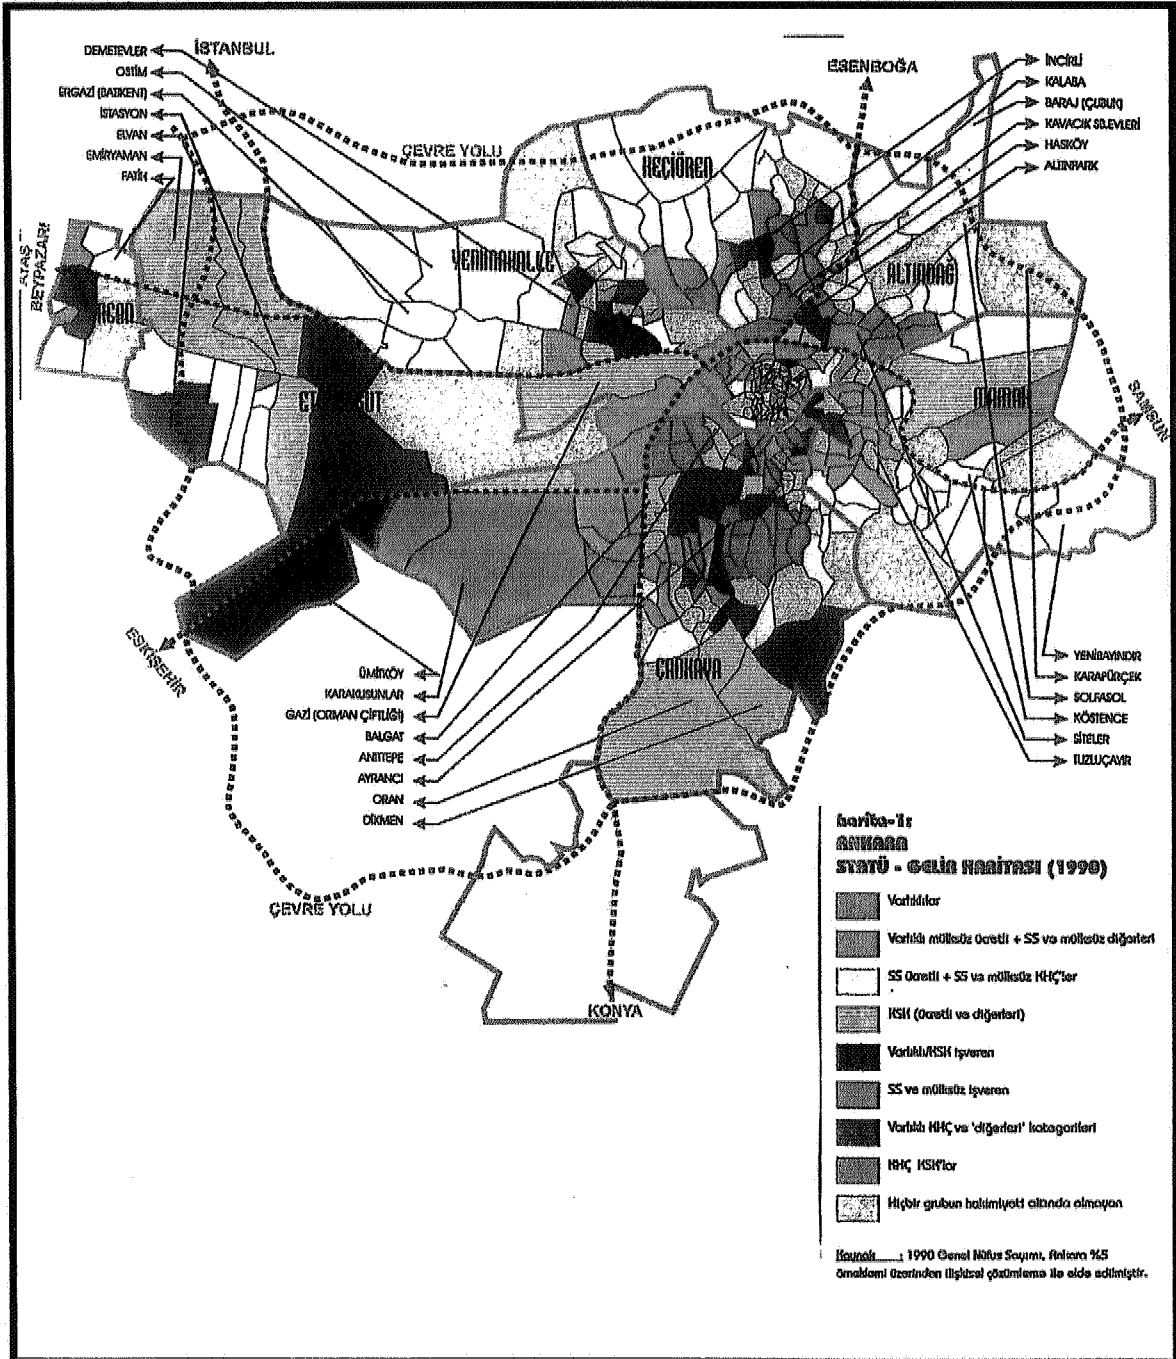 DEMETEVLER
OSTİM
ERGAZİ (BATIKENT)
İSTASYON
ELVAN
EMİRYAMAN
FATİH
İSTANBUL
ESENBOĞA
İNCİRLİ
KALABA
BARAJ (ÇUBUK)
KAVACIK SB.EVLERİ
HASKÖY
ALTINPARK
ÇEVRE YOLU
KEÇİÖREN
YENİMAHALLE
ALTINDAĞ
AYAŞ
BEYPAZARI
MAMAK
SAMSUN
ESKİŞEHİR
ÇANKAYA
ÜMİTKÖY
KARAKUSUNLAR
GAZİ (ORMAN ÇİFTLİĞİ)
BALGAT
ANITTEPE
AYRANCI
ORAN
DİKMEN
YENİBAYINDIR
KARAPÜRÇEK
SOLFASOL
KÖSTENCE
SİTELER
TUZLUÇAYIR
ÇEVRE YOLU
KONYA
harita-1:
ANKARA
STATÜ - GELİR HARİTASI (1990)
Varlıklılar
Varlıklı mülksüz ücretli + SS ve mülksüz diğerleri
SS ücretli + SS ve mülksüz KHÇ'ler
KSK (ücretli ve diğerleri)
Varlıklı/KSK işveren
SS ve mülksüz işveren
Varlıklı KHÇ ve 'diğerleri' kategorileri
KHÇ KSK'lar
Hiçbir grubun hakimiyeti altında olmayan
Kaynak : 1990 Genel Nüfus Sayımı, Ankara %5
örneklemi üzerinden ilişkisel çözümleme ile elde edilmiştir.